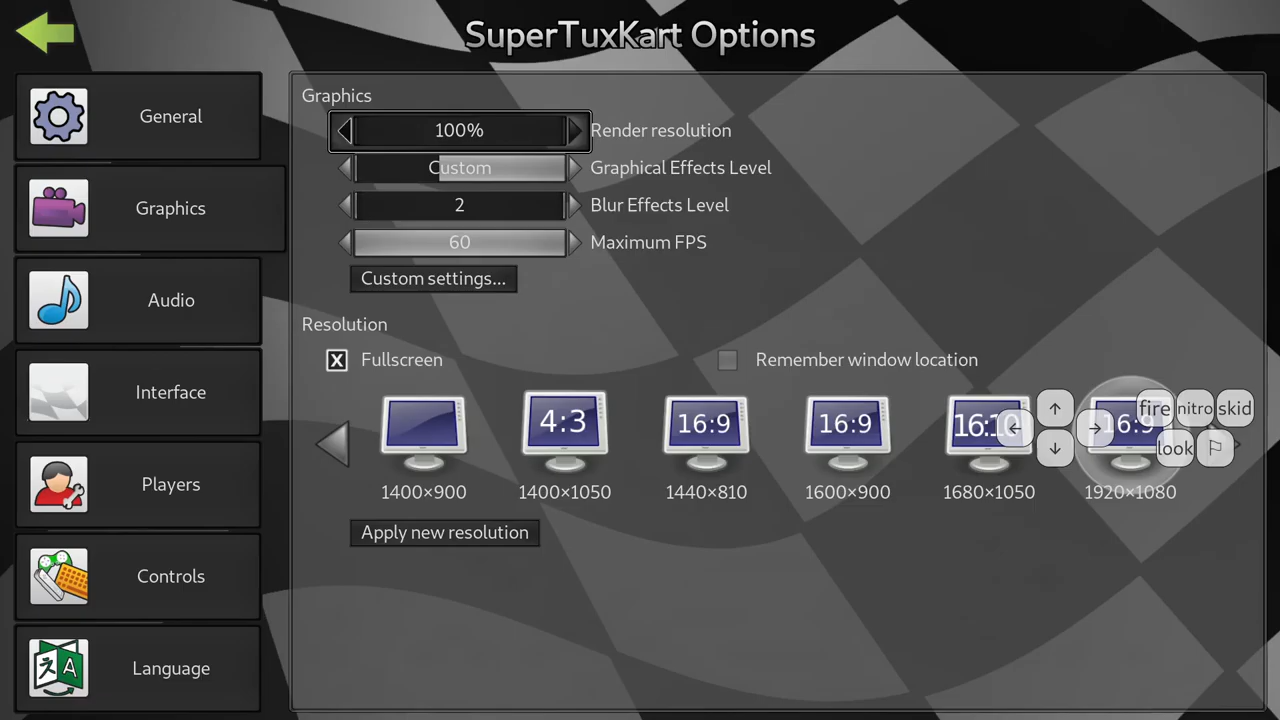 SuperTuxKart Options
General
Graphics
Audio
Interface
Players
Controls
Language
Graphics
100% Render resolution
Custom Graphical Effects Level
2 Blur Effects Level
60 Maximum FPS
Custom settings...
Resolution
X Fullscreen Remember window location
4:3 16:9 16:9 16:10 16:9
↑ fire nitro skid
← → look
↓
1400×900 1400×1050 1440×810 1600×900 1680×1050 1920×1080
Apply new resolution